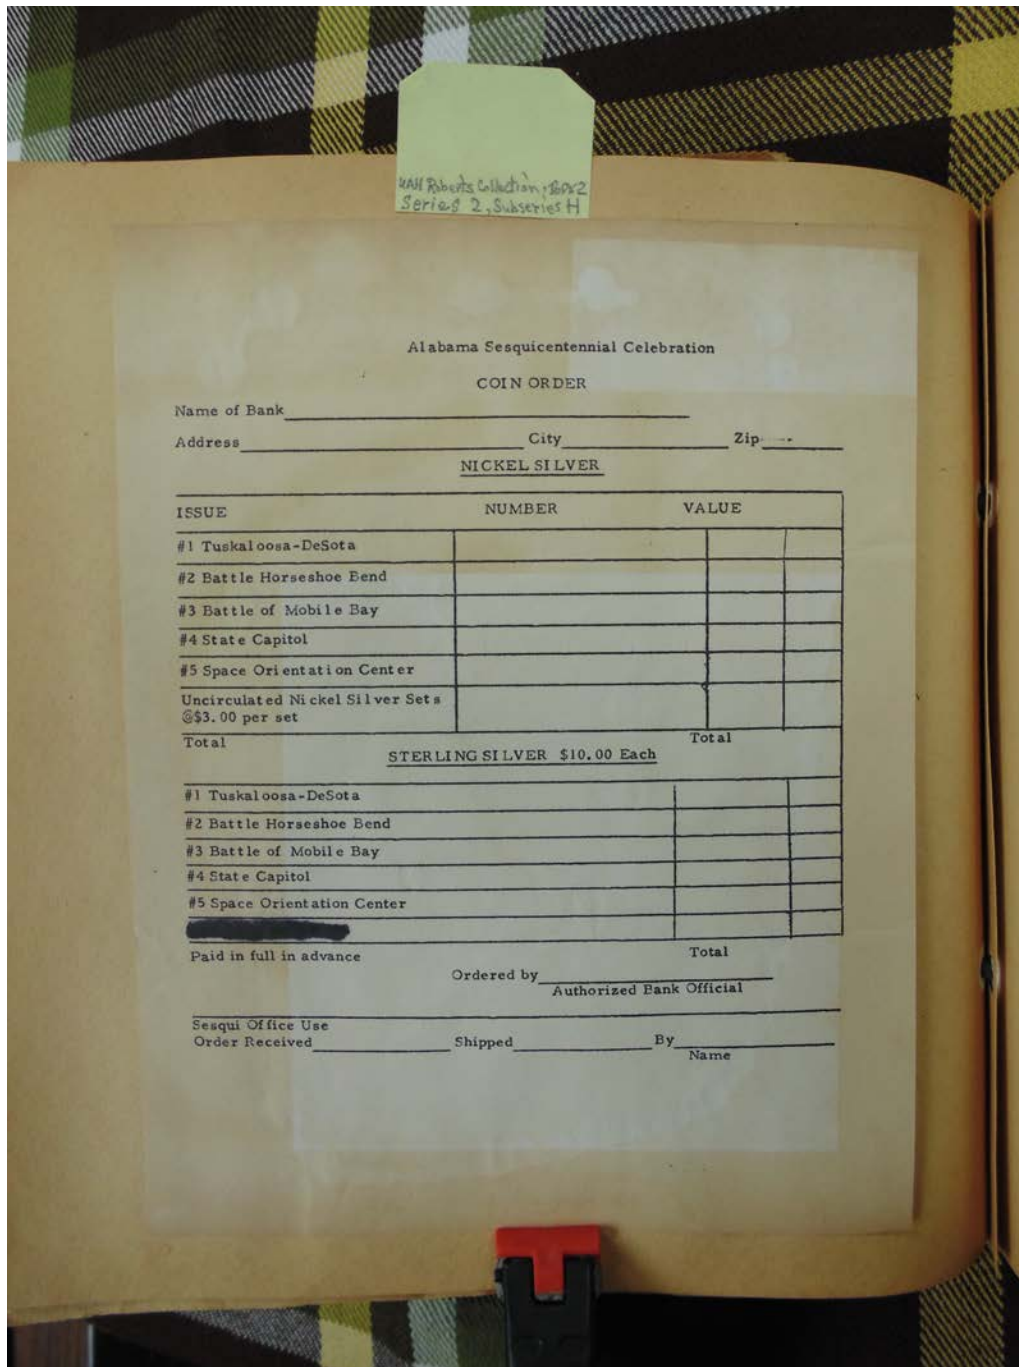 UAH Roberts Collection, Box 2
Series 2, Subseries H
Alabama Sesquicentennial Celebration
COIN ORDER
Name of Bank
Address City Zip
NICKEL SILVER
ISSUE NUMBER VALUE
#1 Tuskaloosa-DeSota
#2 Battle Horseshoe Bend
#3 Battle of Mobile Bay
#4 State Capitol
#5 Space Orientation Center
Uncirculated Nickel Silver Sets
@$3.00 per set
Total Total
STERLING SILVER $10.00 Each
#1 Tuskaloosa-DeSota
#2 Battle Horseshoe Bend
#3 Battle of Mobile Bay
#4 State Capitol
#5 Space Orientation Center
Paid in full in advance Total
Ordered by
Authorized Bank Official
Sesqui Office Use
Order Received Shipped By
Name